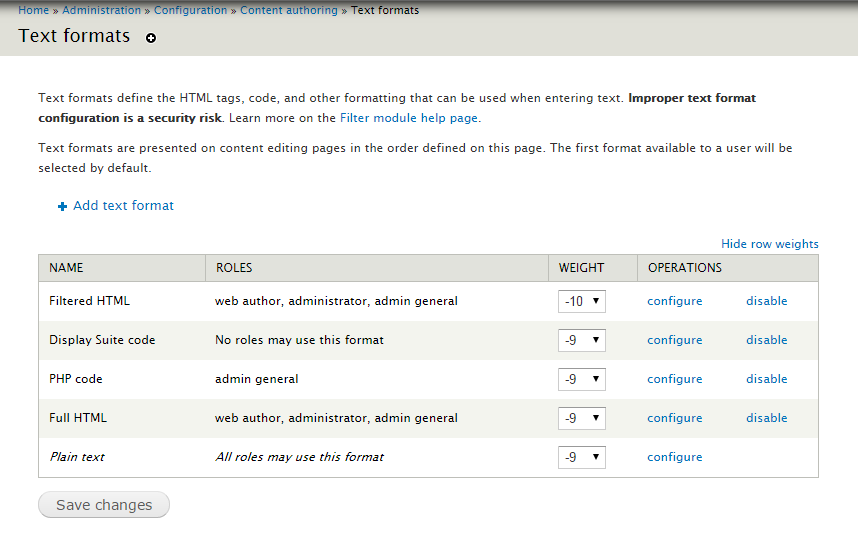 Home » Administration » Configuration » Content authoring » Text formats
Text formats
Text formats define the HTML tags, code, and other formatting that can be used when entering text. Improper text format
configuration is a security risk. Learn more on the Filter module help page.
Text formats are presented on content editing pages in the order defined on this page. The first format available to a user will be
selected by default.
Add text format
Hide row weights
NAME ROLES WEIGHT OPERATIONS
Filtered HTML web author, administrator, admin general -10 configure disable
Display Suite code No roles may use this format -9 configure disable
PHP code admin general -9 configure disable
Full HTML web author, administrator, admin general -9 configure disable
Plain text All roles may use this format -9 configure
Save changes